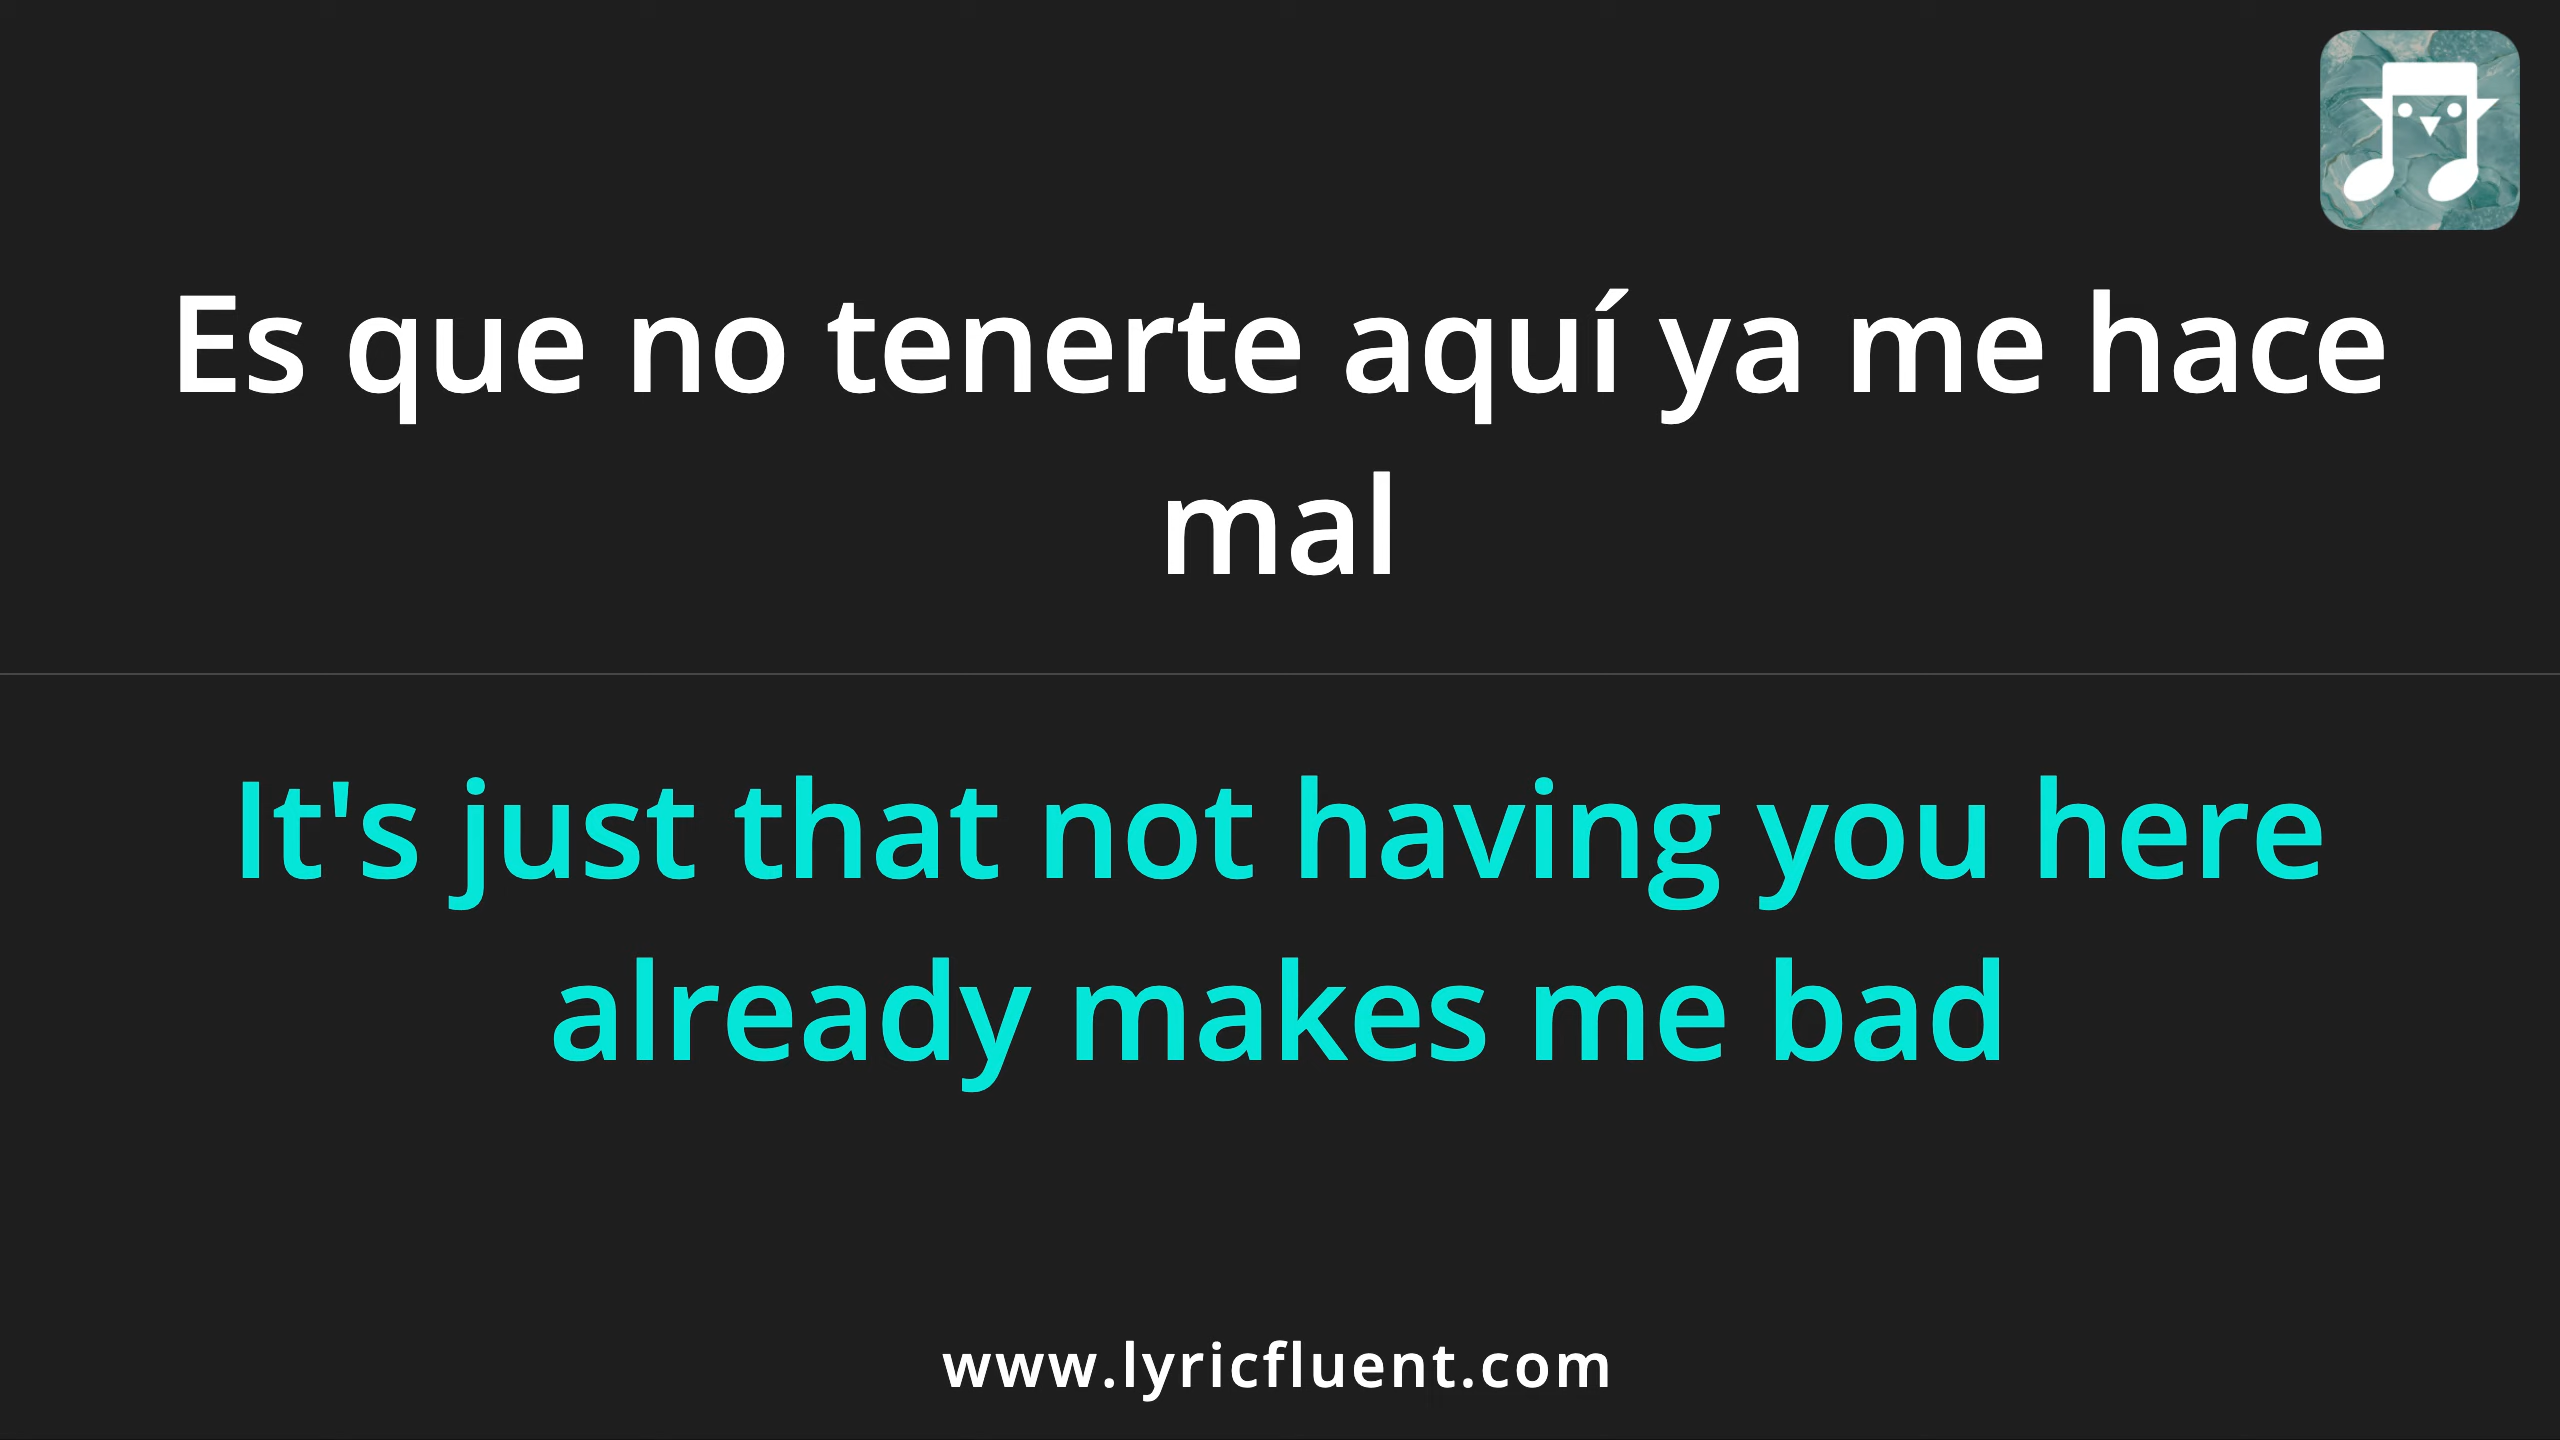 Es que no tenerte aquí ya me hace
mal
It's just that not having you here
already makes me bad
www.lyricfluent.com